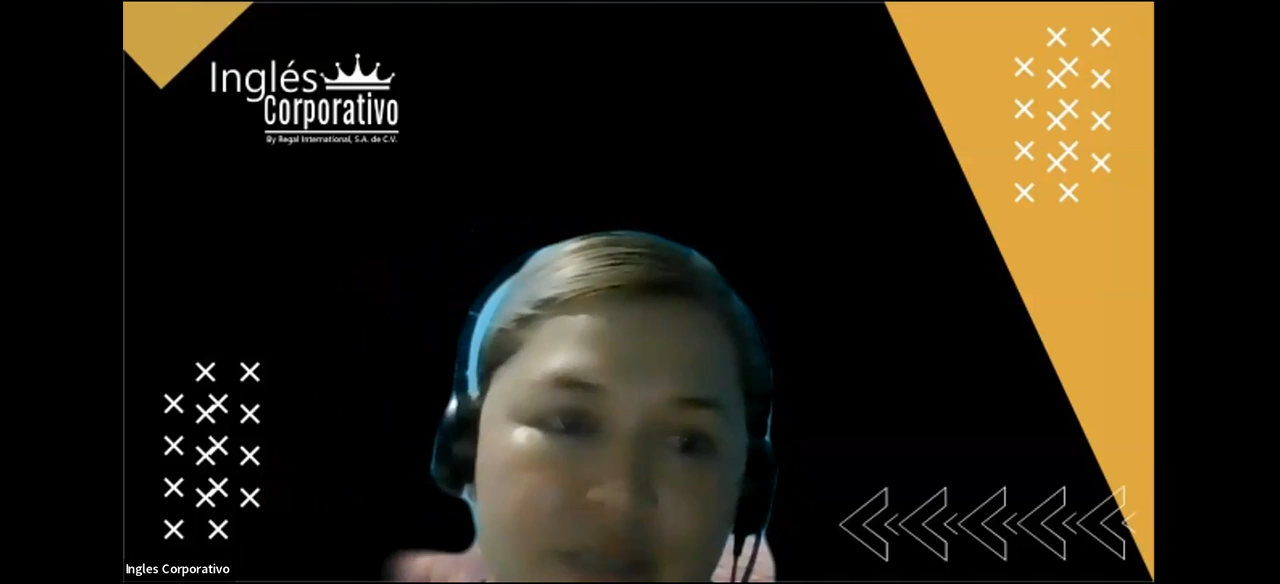 Inglés
Corporativo
By Regal International, S.A. de C.V.
Ingles Corporativo